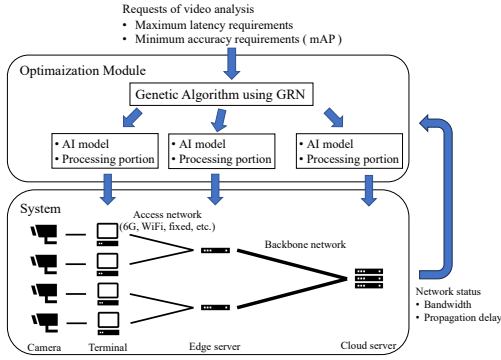 Requests of video analysis
• Maximum latency requirements
• Minimum accuracy requirements ( mAP )
Optimaization Module
Genetic Algorithm using GRN
• AI model
• Processing portion
• AI model
• Processing portion
• AI model
• Processing portion
System
Access network
(6G, WiFi, fixed, etc.)
Backbone network
Network status
• Bandwidth
• Propagation delay
Camera
Terminal
Edge server
Cloud server